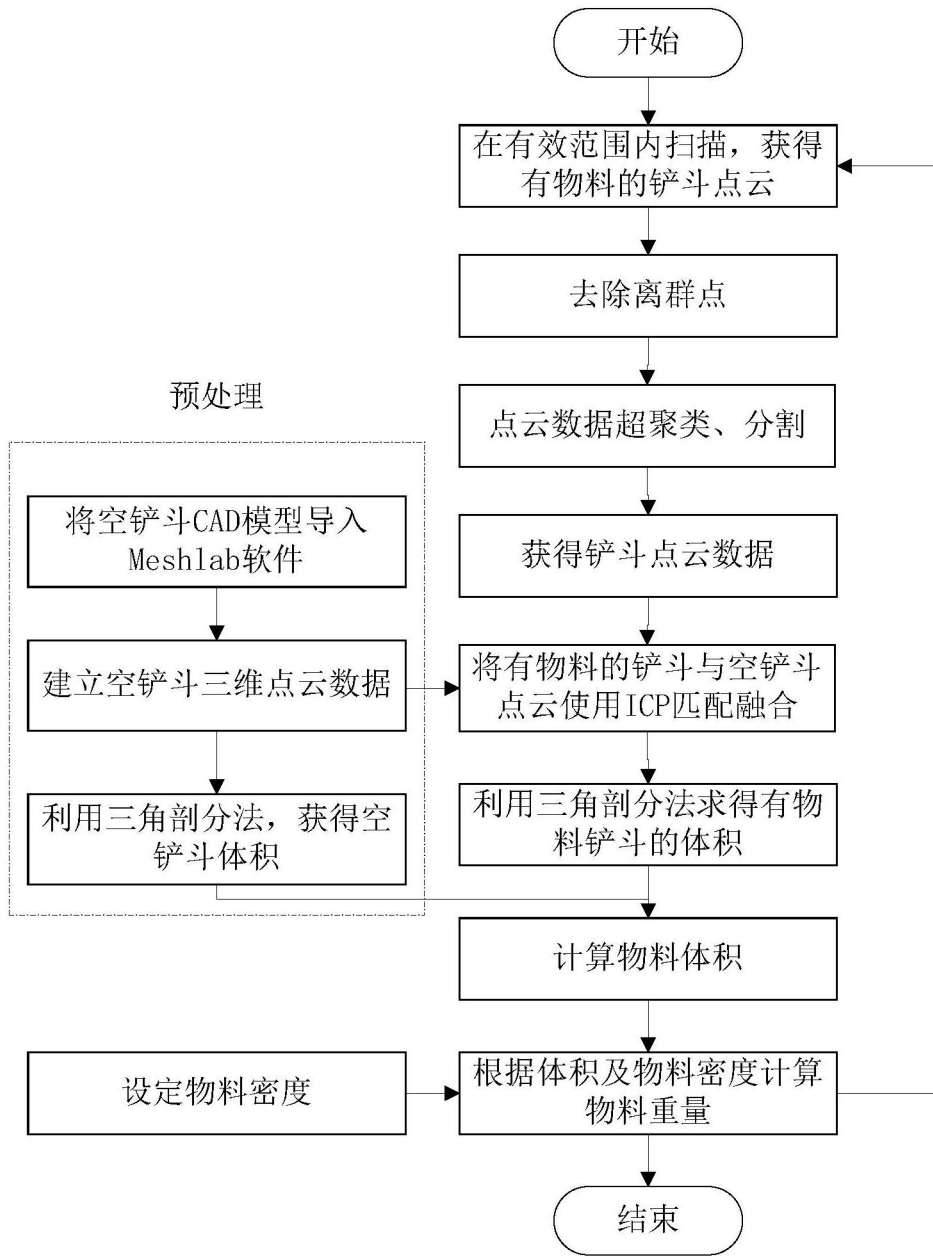 开始
在有效范围内扫描，获得
有物料的铲斗点云
去除离群点
点云数据超聚类、分割
获得铲斗点云数据
预处理
将空铲斗CAD模型导入
Meshlab软件
建立空铲斗三维点云数据
利用三角剖分法，获得空
铲斗体积
将有物料的铲斗与空铲斗
点云使用ICP匹配融合
利用三角剖分法求得有物
料铲斗的体积
计算物料体积
设定物料密度
根据体积及物料密度计算
物料重量
结束